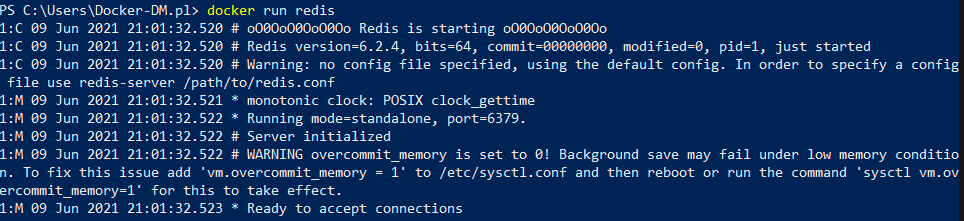 PS C:\Users\Docker-DM.pl> docker run redis
1:C 09 Jun 2021 21:01:32.520 # oO0OoO0OoO0Oo Redis is starting oO0OoO0OoO0Oo
1:C 09 Jun 2021 21:01:32.520 # Redis version=6.2.4, bits=64, commit=00000000, modified=0, pid=1, just started
1:C 09 Jun 2021 21:01:32.520 # Warning: no config file specified, using the default config. In order to specify a config
 file use redis-server /path/to/redis.conf
1:M 09 Jun 2021 21:01:32.521 * monotonic clock: POSIX clock_gettime
1:M 09 Jun 2021 21:01:32.522 * Running mode=standalone, port=6379.
1:M 09 Jun 2021 21:01:32.522 # Server initialized
1:M 09 Jun 2021 21:01:32.522 # WARNING overcommit_memory is set to 0! Background save may fail under low memory conditio
n. To fix this issue add 'vm.overcommit_memory = 1' to /etc/sysctl.conf and then reboot or run the command 'sysctl vm.ov
ercommit_memory=1' for this to take effect.
1:M 09 Jun 2021 21:01:32.523 * Ready to accept connections